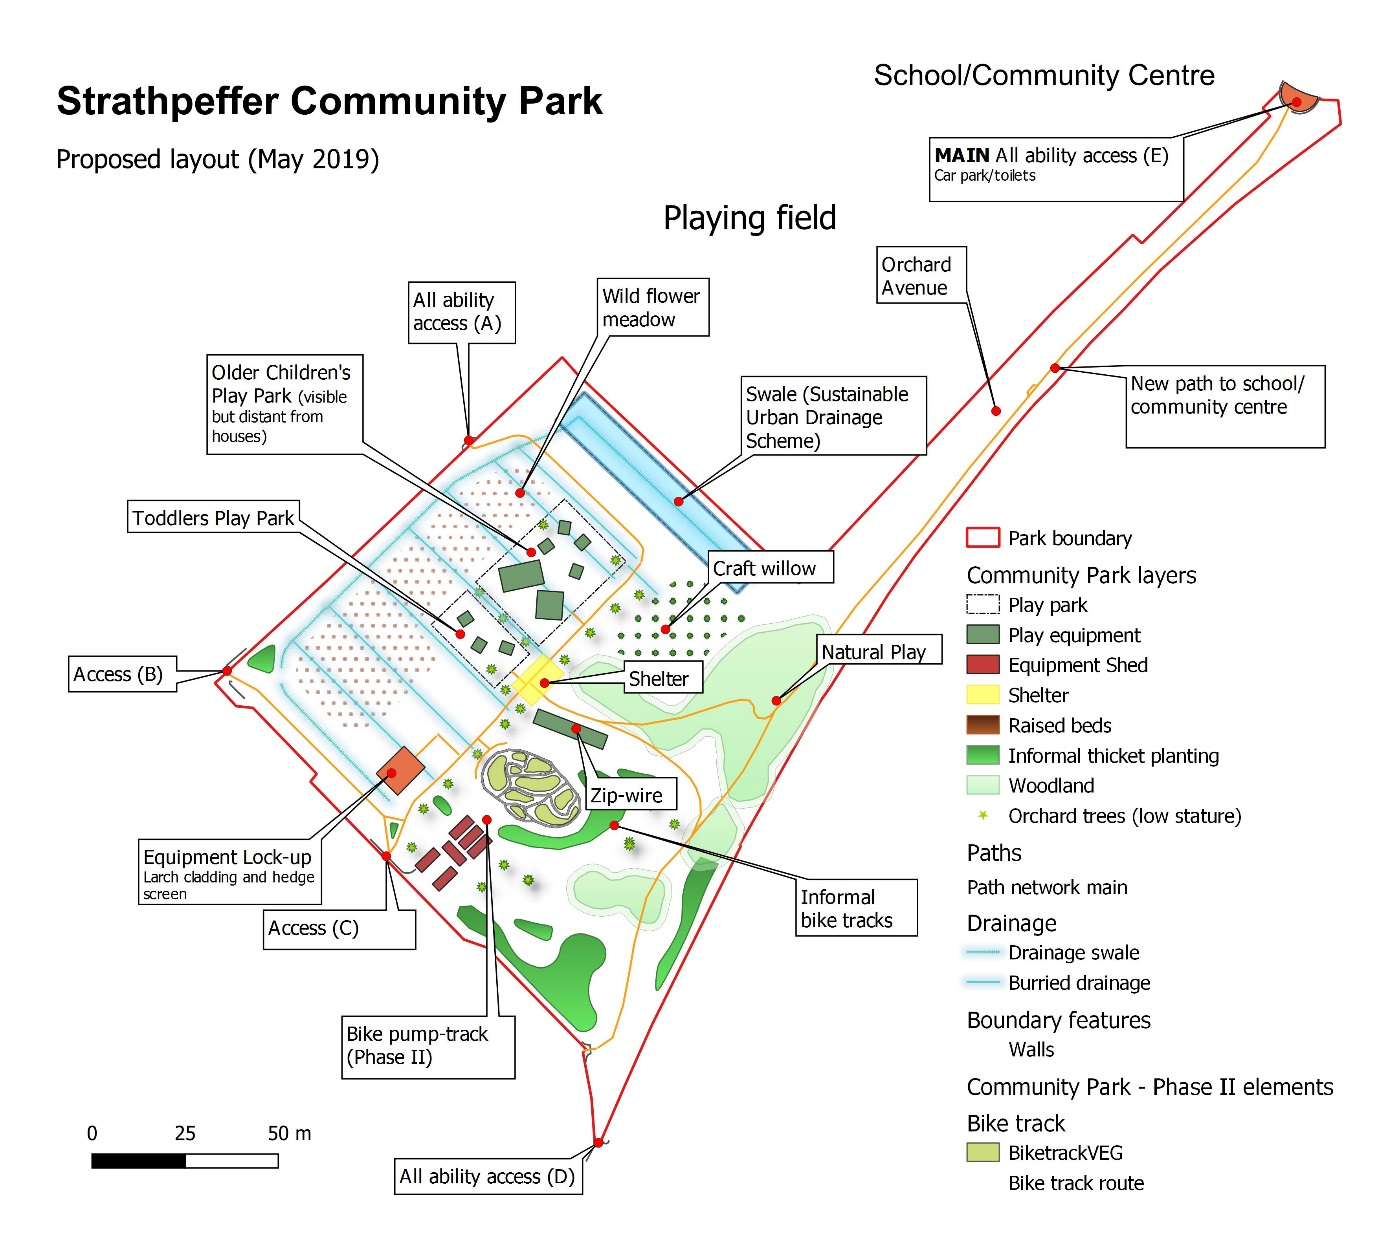 School/Community Centre
Strathpeffer Community Park
Proposed layout (May 2019)
MAIN All ability access (E)
Car park/toilets
Playing field
Orchard
Avenue
All ability
access (A)
Wild flower
meadow
Older Children's
Play Park (visible
but distant from
houses)
Swale (Sustainable
Urban Drainage
Scheme)
New path to school/
community centre
Toddlers Play Park
Craft willow
Natural Play
Access (B)
Shelter
Zip-wire
Equipment Lock-up
Larch cladding and hedge
screen
Access (C)
Informal
bike tracks
Bike pump-track
(Phase II)
All ability access (D)
0 25 50 m
Park boundary
Community Park layers
Play park
Play equipment
Equipment Shed
Shelter
Raised beds
Informal thicket planting
Woodland
Orchard trees (low stature)
Paths
Path network main
Drainage
Drainage swale
Burried drainage
Boundary features
Walls
Community Park - Phase II elements
Bike track
BiketrackVEG
Bike track route